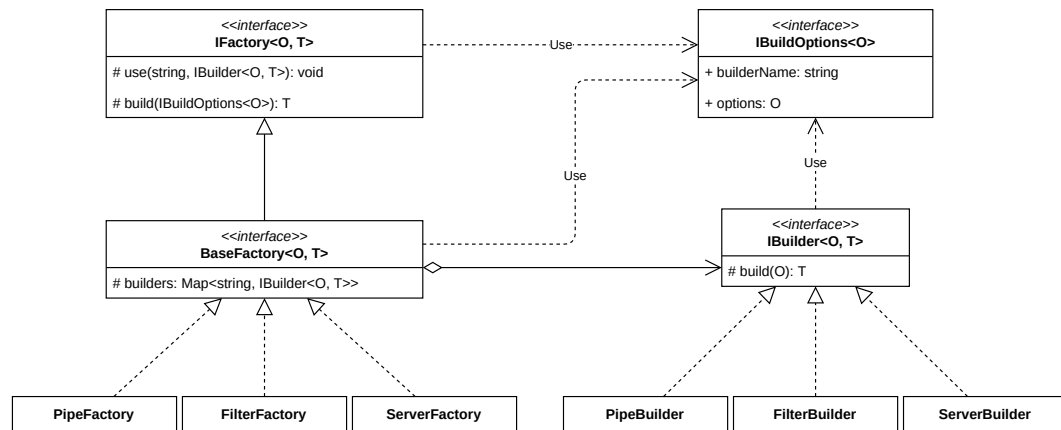 <<interface>>
IFactory<O, T>
# use(string, IBuilder<O, T>): void
# build(IBuildOptions<O>): T
Use
<<interface>>
IBuildOptions<O>
+ builderName: string
+ options: O
Use
Use
<<interface>>
BaseFactory<O, T>
# builders: Map<string, IBuilder<O, T>>
<<interface>>
IBuilder<O, T>
# build(O): T
PipeFactory
FilterFactory
ServerFactory
PipeBuilder
FilterBuilder
ServerBuilder